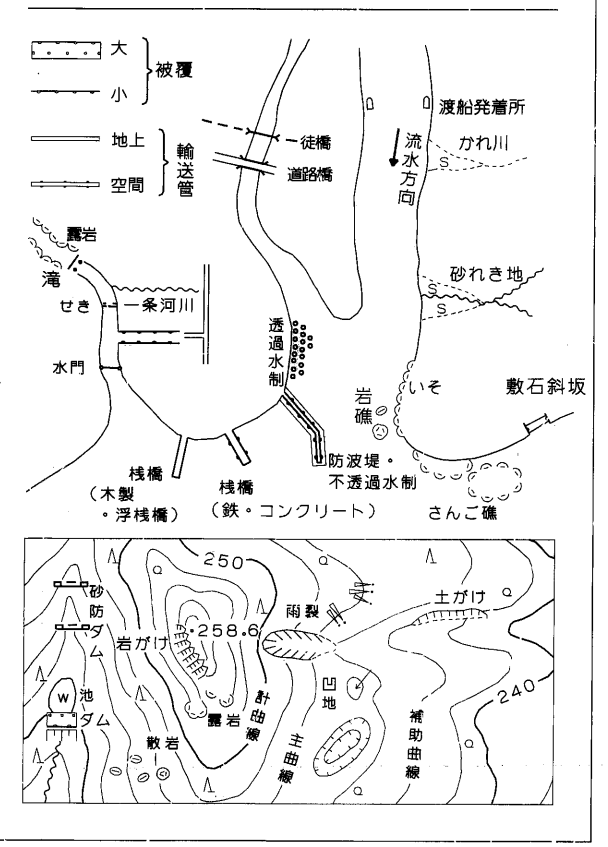 大
小
被覆
地上
空間
輸送管
徒橋
道路橋
渡船発着所
流水方向
かれ川
S
露岩
滝
せき
一条河川
砂れき地
S
S
水門
透過水制
岩礁
いそ
敷石斜坂
桟橋
(木製
・浮桟橋)
桟橋
(鉄・コンクリート)
防波堤・
不透過水制
さんご礁
250
砂防ダム
岩がけ
・258.6
雨裂
土がけ
W
池
ダム
露岩
散岩
計曲線
主曲線
凹地
補助曲線
240